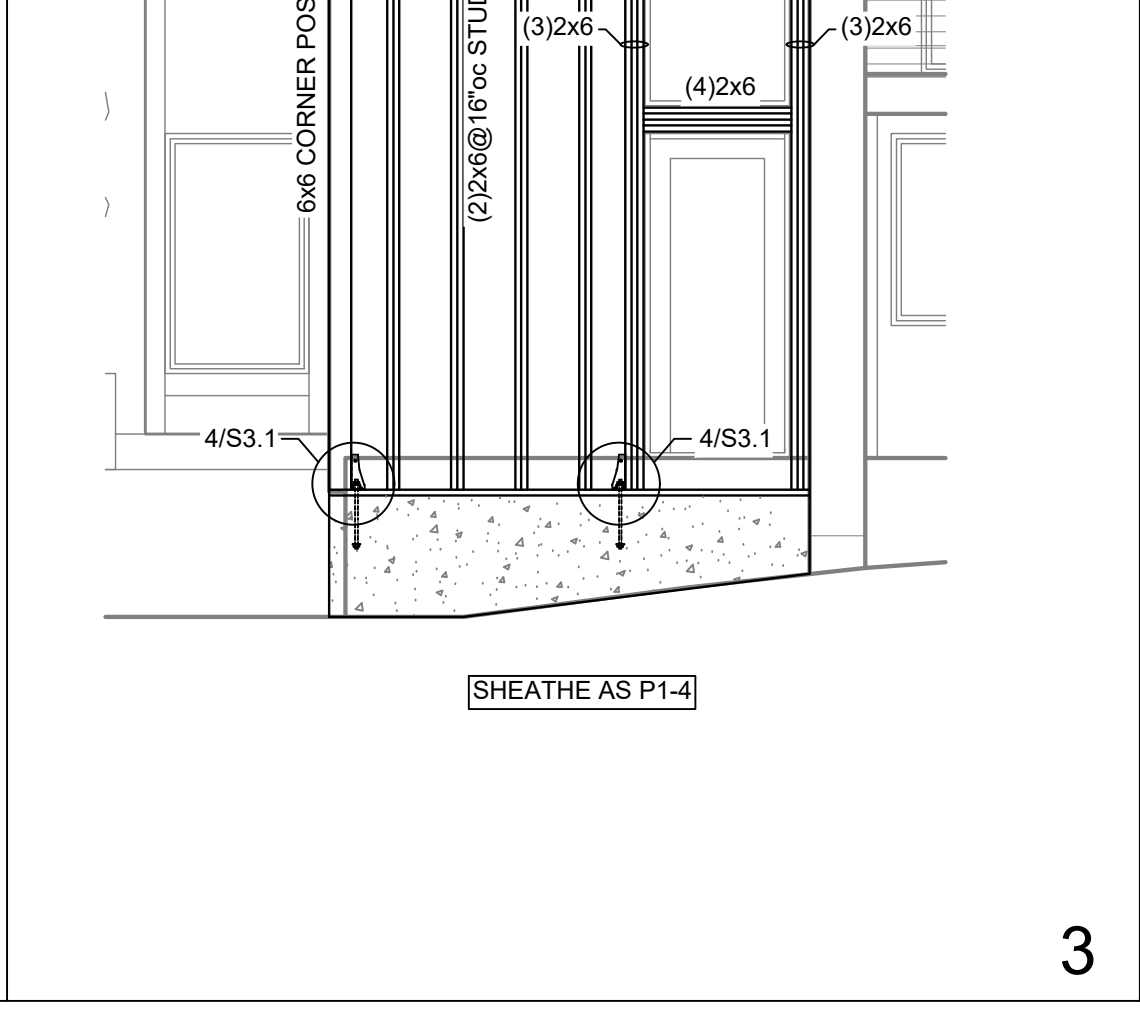 6x6 CORNER POS
(2)2x6@16"oc STUD
(3)2x6
(3)2x6
(4)2x6
4/S3.1
4/S3.1
SHEATHE AS P1-4
3